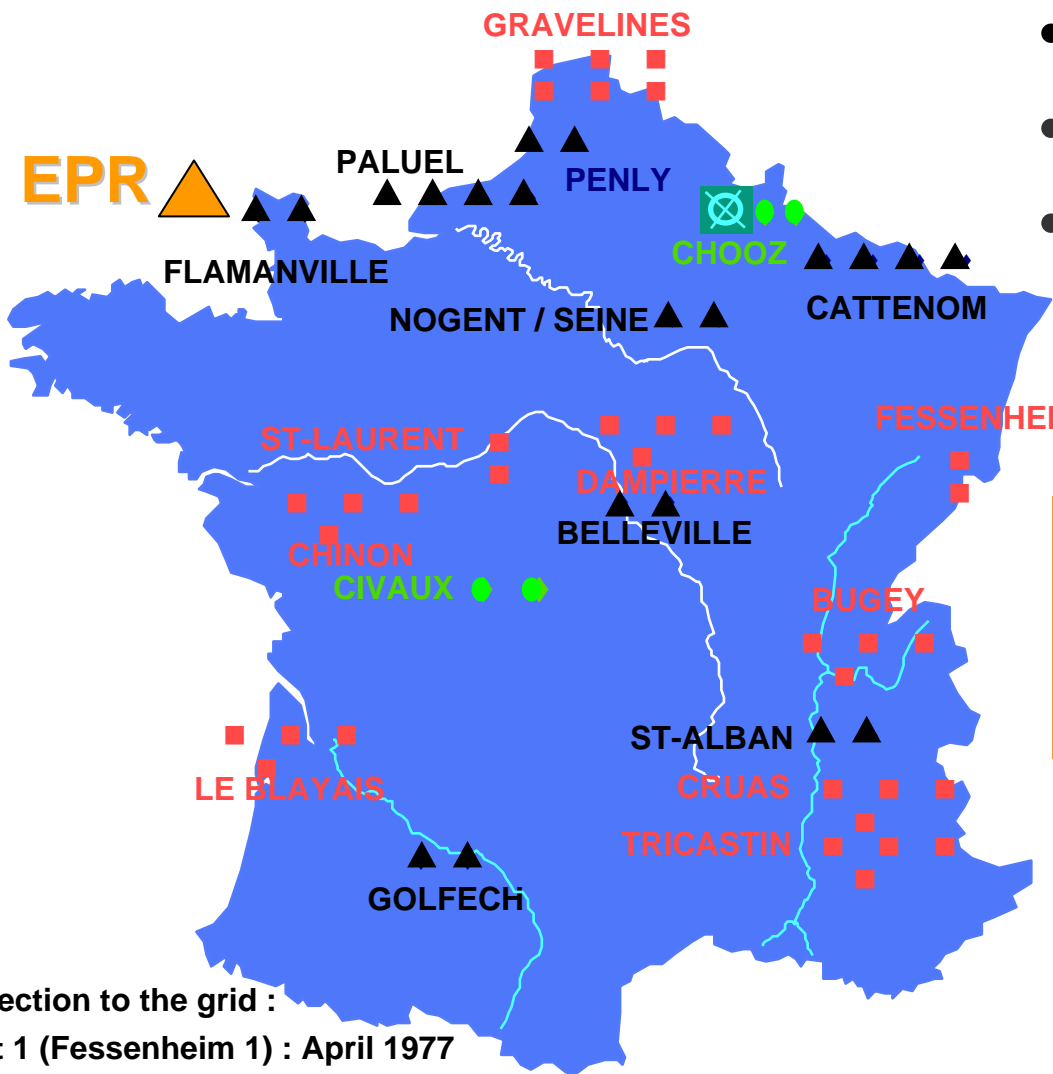 GRAVELINES
EPR
PALUEL
PENLY
CHOOZ
FLAMANVILLE
CATTENOM
NOGENT / SEINE
FESSENHEI
ST-LAURENT
DAMPIERRE
BELLEVILLE
CHINON
CIVAUX
BUGEY
ST-ALBAN
CRUAS
LE BLAYAIS
TRICASTIN
GOLFECH
ection to the grid :
t 1 (Fessenheim 1) : April 1977